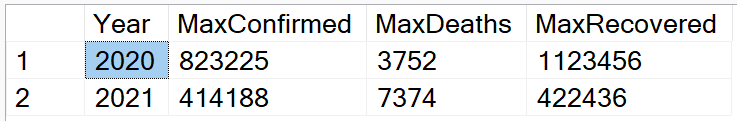 Year MaxConfirmed MaxDeaths MaxRecovered
1 2020 823225 3752 1123456
2 2021 414188 7374 422436